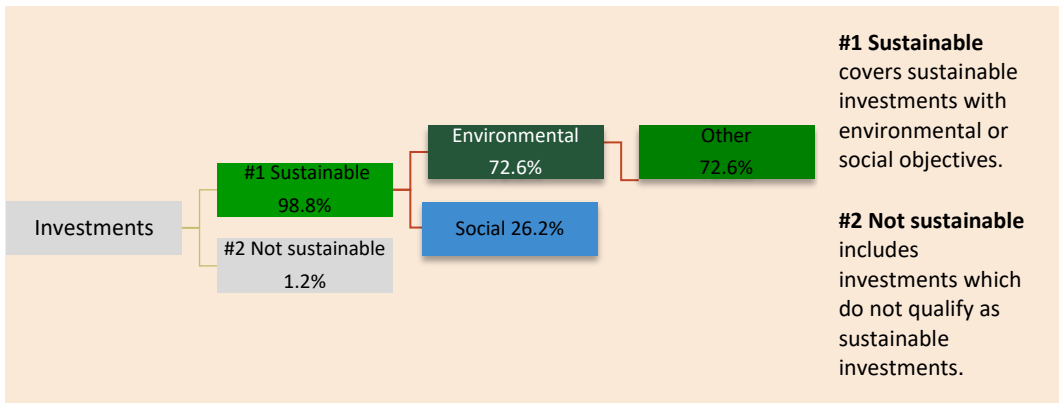 Investments
#1 Sustainable
98.8%
#2 Not sustainable
1.2%
Environmental
72.6%
Social 26.2%
Other
72.6%
#1 Sustainable
covers sustainable
investments with
environmental or
social objectives.
#2 Not sustainable
includes
investments which
do not qualify as
sustainable
investments.